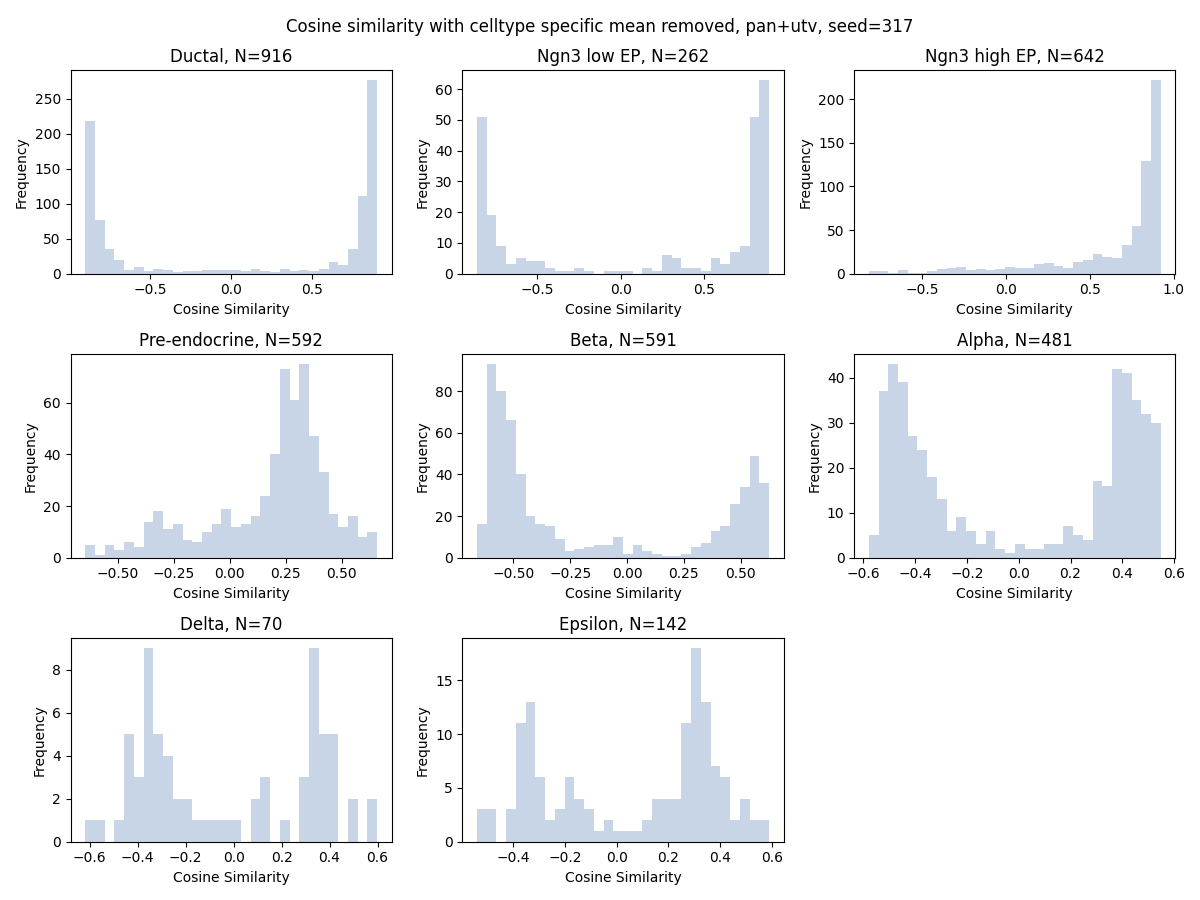 Cosine similarity with celltype specific mean removed, pan+utv, seed=317
Ductal, N=916
Frequency
250
200
150
100
50
0
−0.5 0.0 0.5
Cosine Similarity
Ngn3 low EP, N=262
Frequency
60
50
40
30
20
10
0
−0.5 0.0 0.5
Cosine Similarity
Ngn3 high EP, N=642
Frequency
200
150
100
50
0
−0.5 0.0 0.5 1.0
Cosine Similarity
Pre-endocrine, N=592
Frequency
60
40
20
0
−0.50 −0.25 0.00 0.25 0.50
Cosine Similarity
Beta, N=591
Frequency
80
60
40
20
0
−0.50 −0.25 0.00 0.25 0.50
Cosine Similarity
Alpha, N=481
Frequency
40
30
20
10
0
−0.6 −0.4 −0.2 0.0 0.2 0.4 0.6
Cosine Similarity
Delta, N=70
Frequency
8
6
4
2
0
−0.6 −0.4 −0.2 0.0 0.2 0.4 0.6
Cosine Similarity
Epsilon, N=142
Frequency
15
10
5
0
−0.4 −0.2 0.0 0.2 0.4 0.6
Cosine Similarity